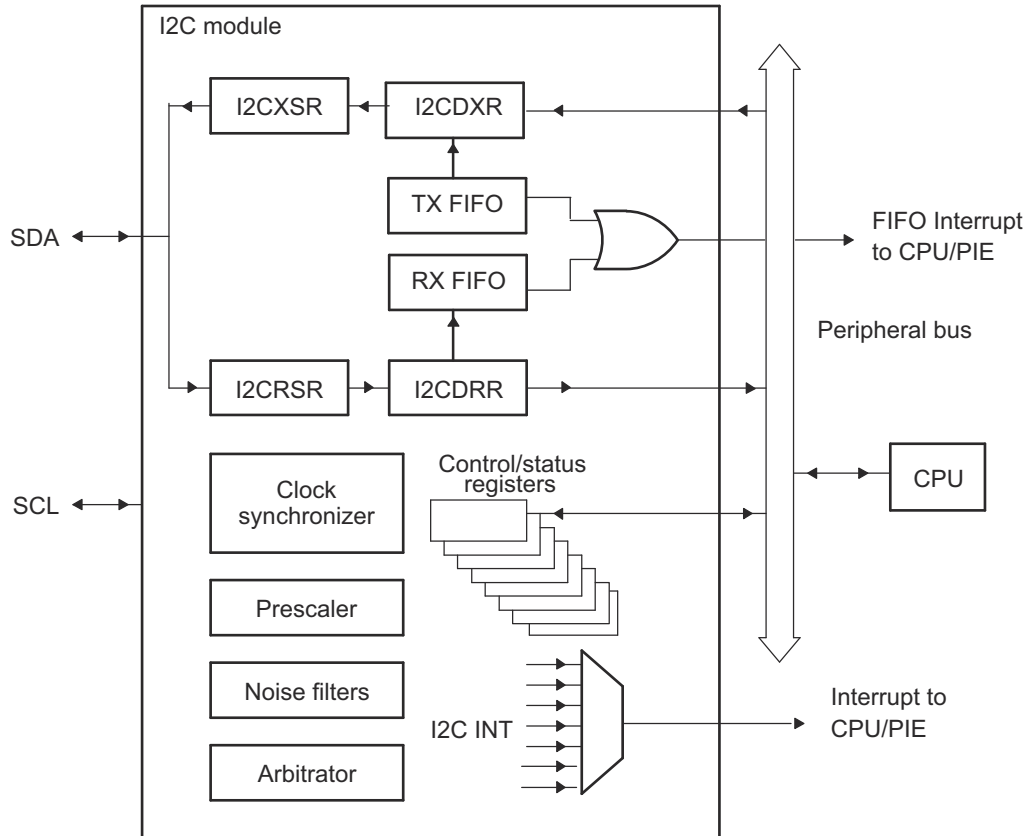 I2C module
I2CXSR
I2CDXR
TX FIFO
SDA
FIFO Interrupt
to CPU/PIE
RX FIFO
Peripheral bus
I2CRSR
I2CDRR
Control/status
registers
SCL
Clock
synchronizer
CPU
Prescaler
Noise filters
I2C INT
Interrupt to
CPU/PIE
Arbitrator